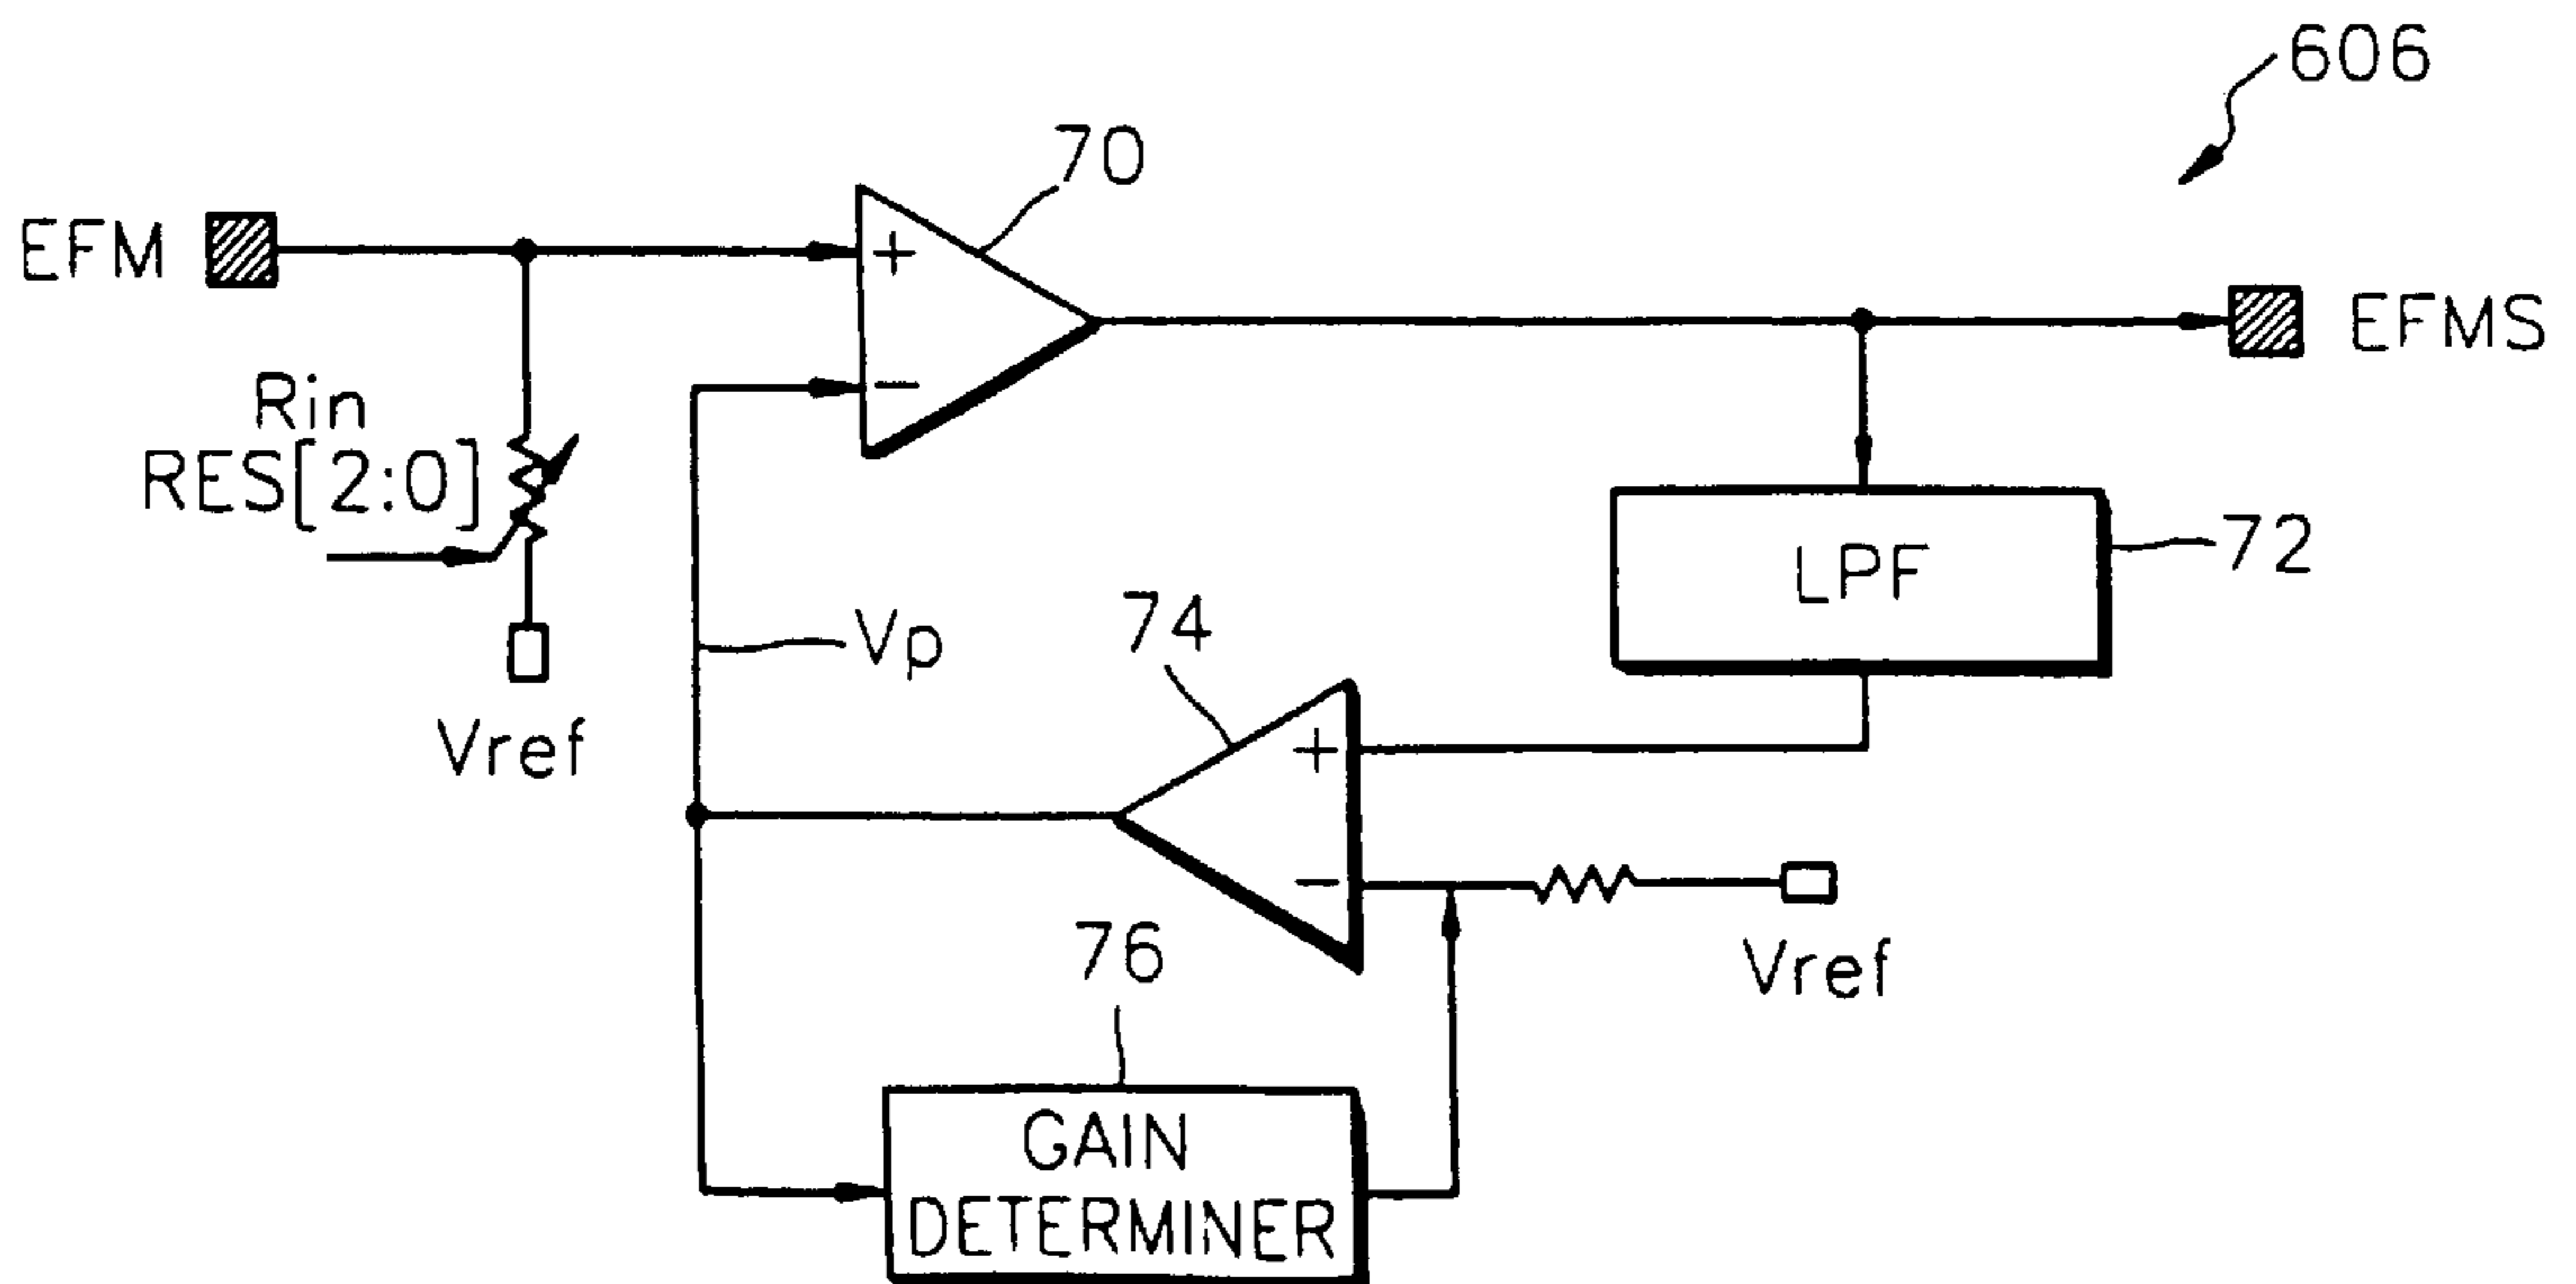 606
70
EFM
+
EFMS
Rin
-
RES[2:0]
LPF
72
74
Vp
Vref
+
-
76
Vref
GAIN
DETERMINER